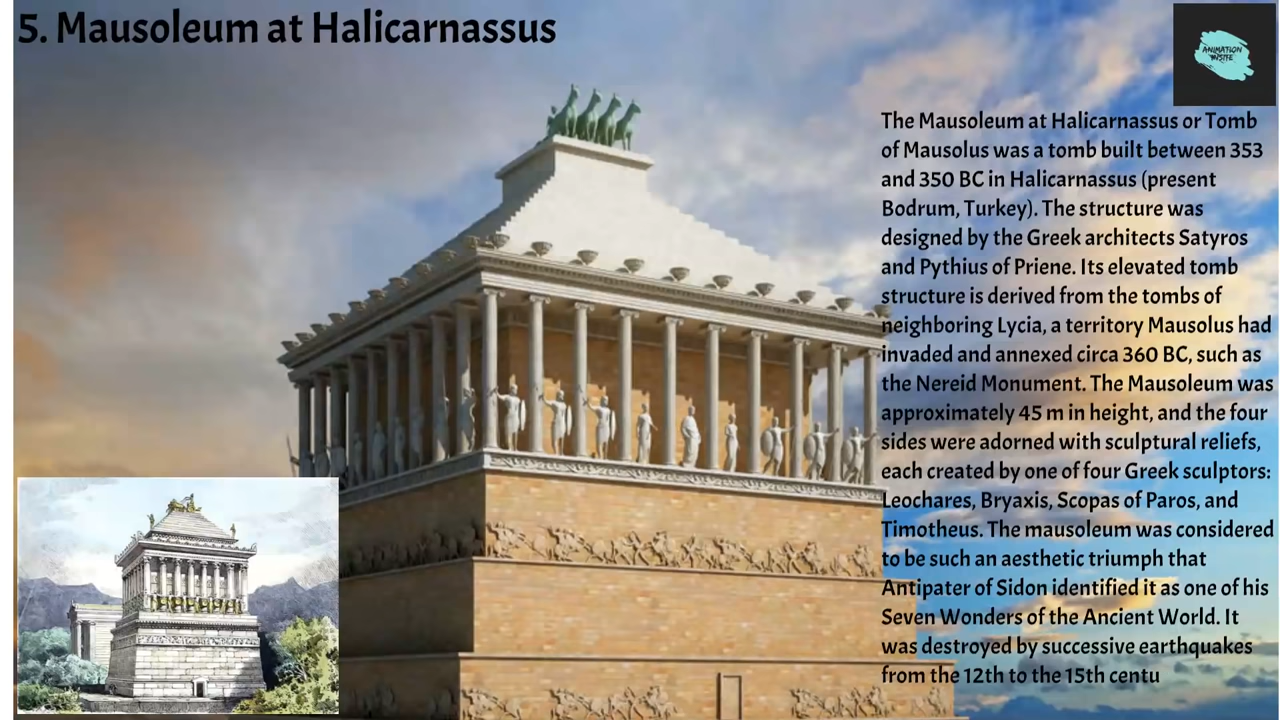 5. Mausoleum at Halicarnassus
ANIMATION
INSITE
The Mausoleum at Halicarnassus or Tomb
of Mausolus was a tomb built between 353
and 350 BC in Halicarnassus (present
Bodrum, Turkey). The structure was
designed by the Greek architects Satyros
and Pythius of Priene. Its elevated tomb
structure is derived from the tombs of
neighboring Lycia, a territory Mausolus had
invaded and annexed circa 360 BC, such as
the Nereid Monument. The Mausoleum was
approximately 45 m in height, and the four
sides were adorned with sculptural reliefs,
each created by one of four Greek sculptors:
Leochares, Bryaxis, Scopas of Paros, and
Timotheus. The mausoleum was considered
to be such an aesthetic triumph that
Antipater of Sidon identified it as one of his
Seven Wonders of the Ancient World. It
was destroyed by successive earthquakes
from the 12th to the 15th centu